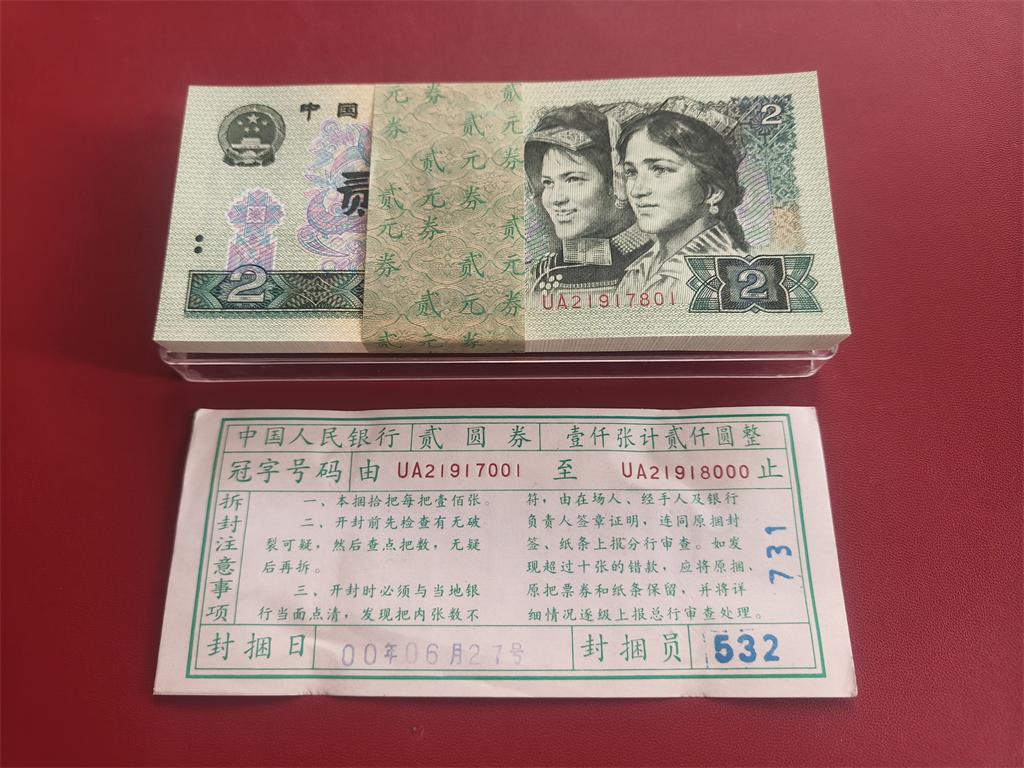 中国
贰
2
2
2
UA21917801
元 券 贰
券 贰 元
贰 元 券
贰 元 券
元 券 贰
券 贰 元
贰 元 券
贰 元 券
中国人民银行 贰圆券 壹仟张计贰仟圆整
冠字号码 由 UA21917001 至 UA21918000 止
拆封注意事项
一、本捆拾把每把壹佰张。
二、开封前先检查有无破
裂可疑，然后查点把数，无疑
后再拆。
三、开封时必须与当地银
行当面点清，发现把内张数不
符，由在场人、经手人及银行
负责人签章证明，连同原捆封
签、纸条上报分行审查。如发
现超过十张的错款，应将原捆、
原把票券和纸条保留，并将详
细情况逐级上报总行审查处理。
731
封捆日 00年06月27号 封捆员 532